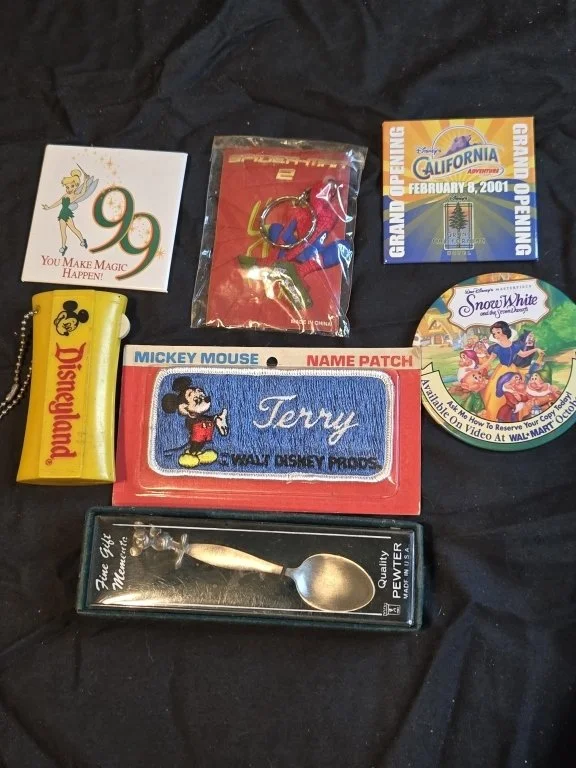 '99
YOU MAKE MAGIC
HAPPEN!
SPIDER-MAN
2
MADE IN CHINA
GRAND OPENING
Disney's
CALIFORNIA
ADVENTURE
FEBRUARY 8, 2001
GRAND OPENING
Disneyland
MICKEY MOUSE NAME PATCH
Terry
WALT DISNEY PRODS.
WALT DISNEY'S MASTERPIECE
Snow White
and the Seven Dwarfs
Ask Me How To Reserve Your Copy Today!
Available On Video At WAL★MART Octob
Fine Gift
Memento
Quality
PEWTER
MADE IN U.S.A.